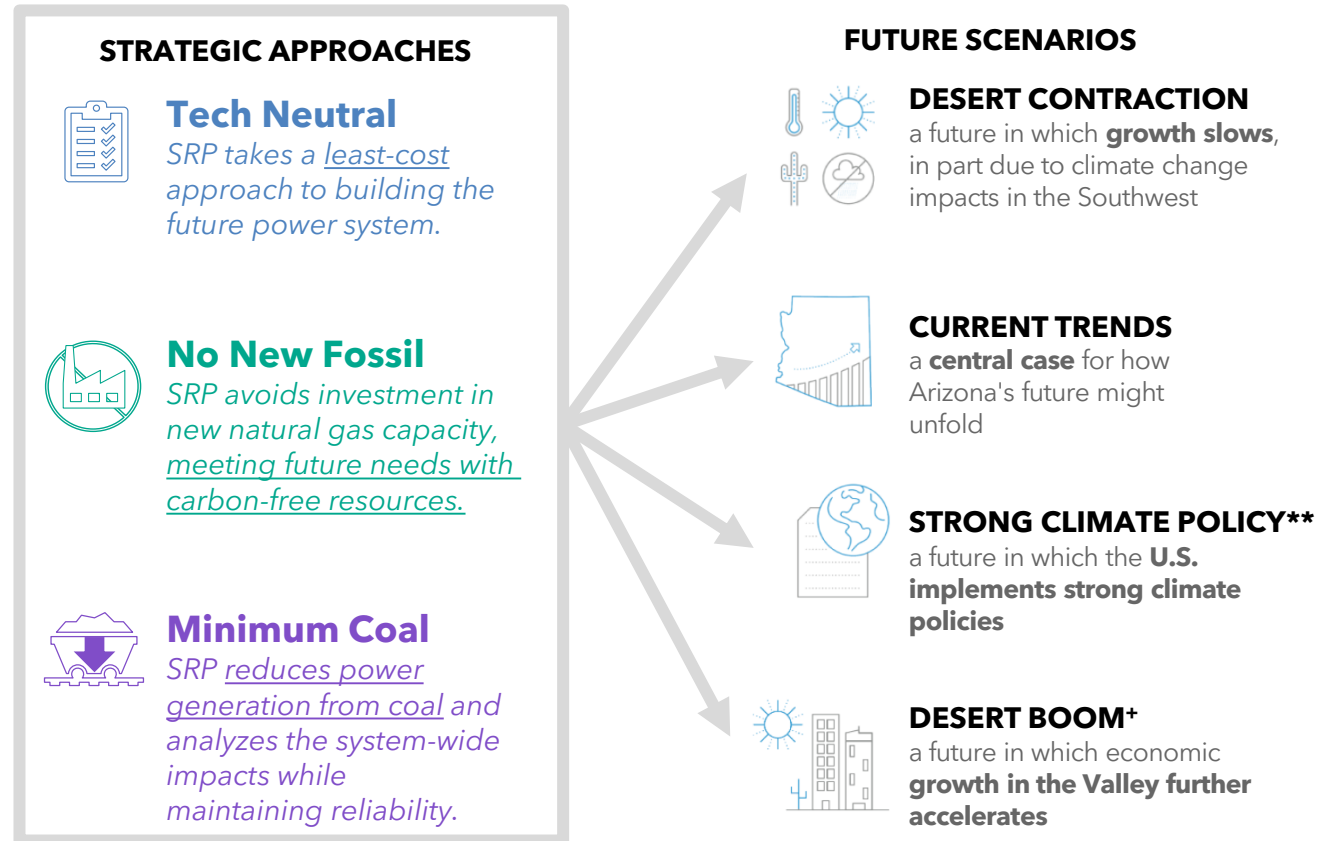 STRATEGIC APPROACHES
Tech Neutral
SRP takes a least-cost
approach to building the
future power system.
No New Fossil
SRP avoids investment in
new natural gas capacity,
meeting future needs with
carbon-free resources.
Minimum Coal
SRP reduces power
generation from coal and
analyzes the system-wide
impacts while
maintaining reliability.
FUTURE SCENARIOS
DESERT CONTRACTION
a future in which growth slows,
in part due to climate change
impacts in the Southwest
CURRENT TRENDS
a central case for how
Arizona's future might
unfold
STRONG CLIMATE POLICY**
a future in which the U.S.
implements strong climate
policies
DESERT BOOM⁺
a future in which economic
growth in the Valley further
accelerates